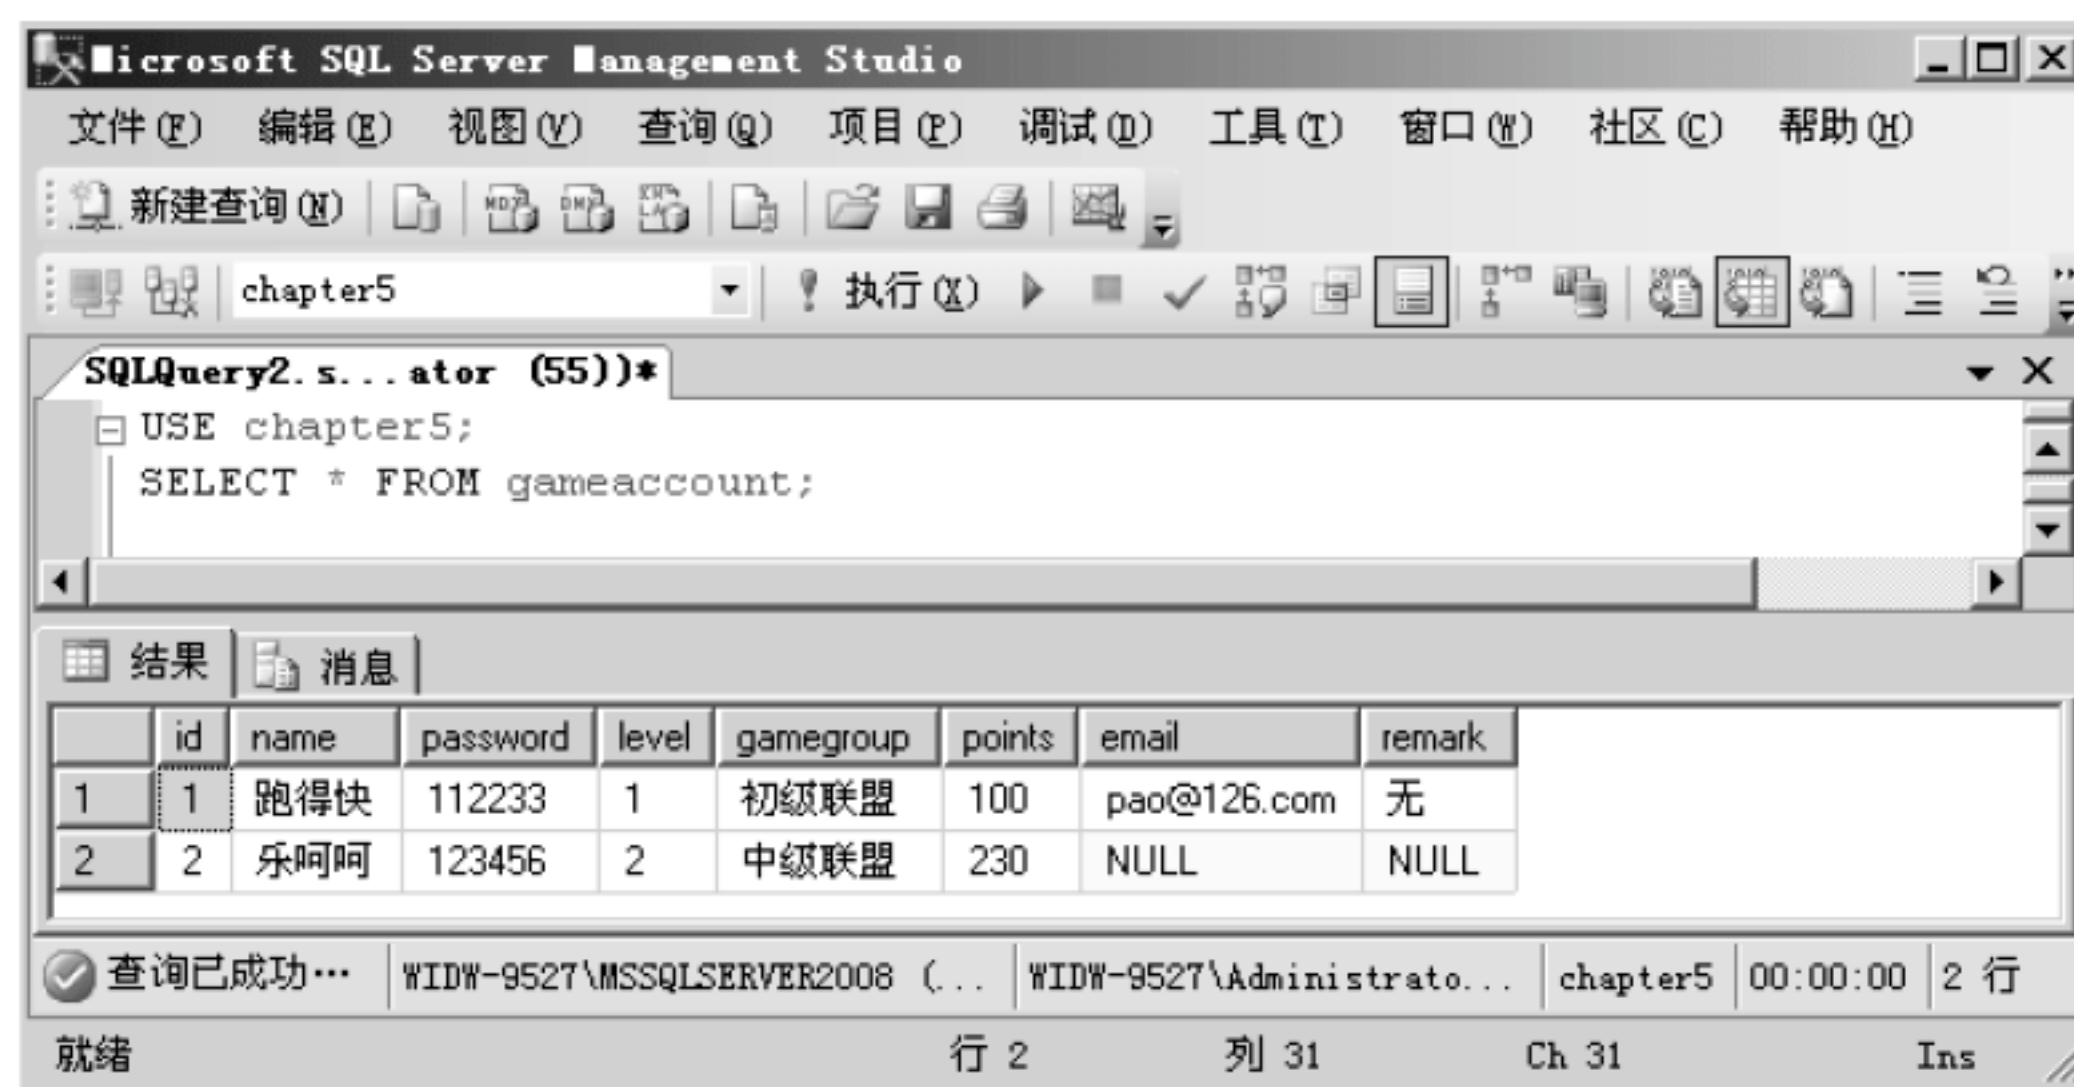 Microsoft SQL Server Management Studio
文件(F) 编辑(E) 视图(V) 查询(Q) 项目(P) 调试(D) 工具(T) 窗口(W) 社区(C) 帮助(H)
新建查询(N) MDX DMX XMLA
chapter5 执行(X)
SQLQuery2.s...ator (55))*
USE chapter5;
SELECT * FROM gameaccount;
结果 消息
id name password level gamegroup points email remark
1 1 跑得快 112233 1 初级联盟 100 pao@126.com 无
2 2 乐呵呵 123456 2 中级联盟 230 NULL NULL
查询已成功... WIDW-9527\MSSQLSERVER2008 (... WIDW-9527\Administrato... chapter5 00:00:00 2 行
就绪 行 2 列 31 Ch 31 Ins